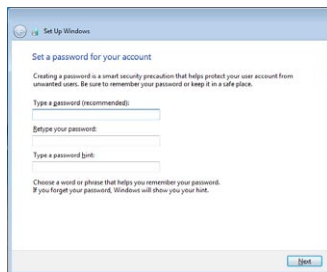 Set Up Windows
Set a password for your account
Creating a password is a smart security precaution that helps protect your user account from
unwanted users. Be sure to remember your password or keep it in a safe place.
Type a password (recommended):
Retype your password:
Type a password hint:
Choose a word or phrase that helps you remember your password.
If you forget your password, Windows will show you your hint.
Next